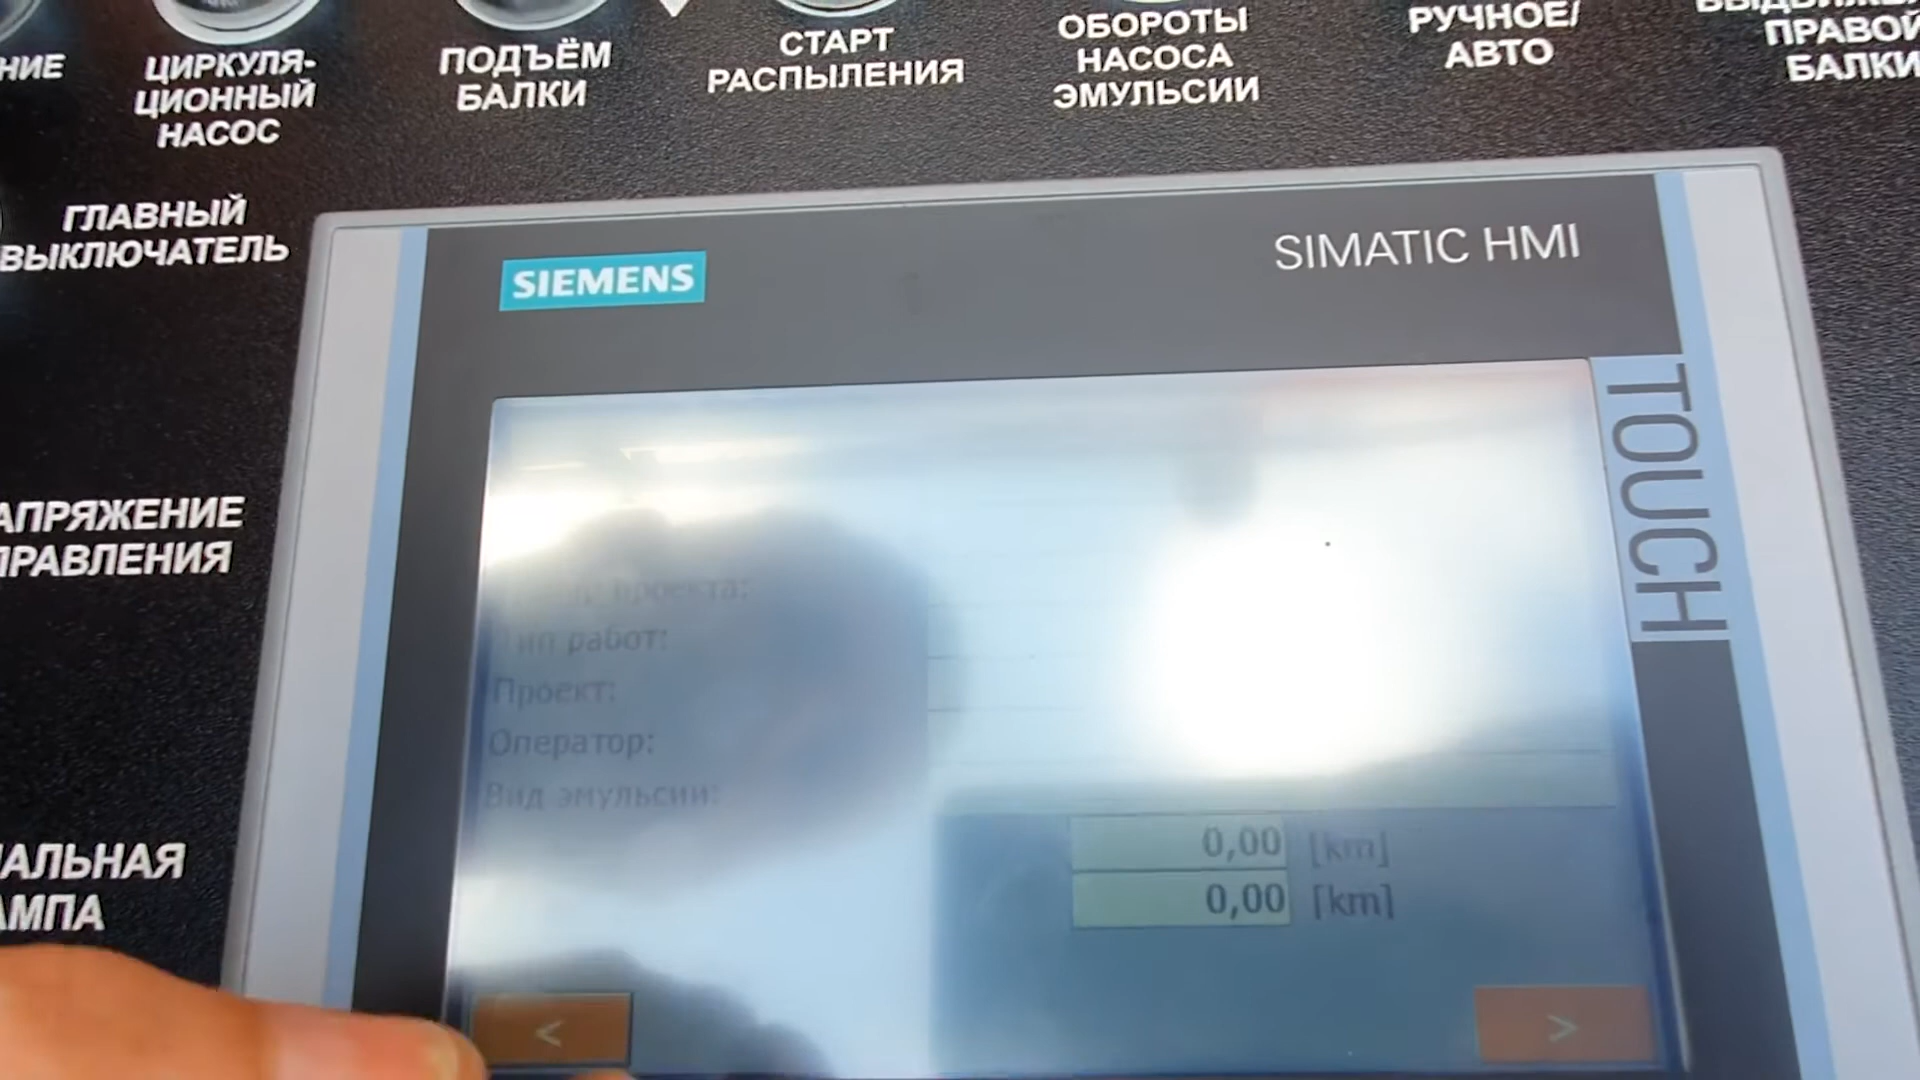 ЦИРКУЛЯ-
ЦИОННЫЙ
НАСОС
ПОДЪЁМ
БАЛКИ
СТАРТ
РАСПЫЛЕНИЯ
ОБОРОТЫ
НАСОСА
ЭМУЛЬСИИ
РУЧНОЕ/
АВТО
ПРАВОЙ
БАЛКИ
ГЛАВНЫЙ
ВЫКЛЮЧАТЕЛЬ
SIEMENS
SIMATIC HMI
TOUCH
АПРЯЖЕНИЕ
ПРАВЛЕНИЯ
проекта:
Тип работ:
Проект:
Оператор:
Вид эмульсии:
0,00 [km]
0,00 [km]
АЛЬНАЯ
АМПА
<
>